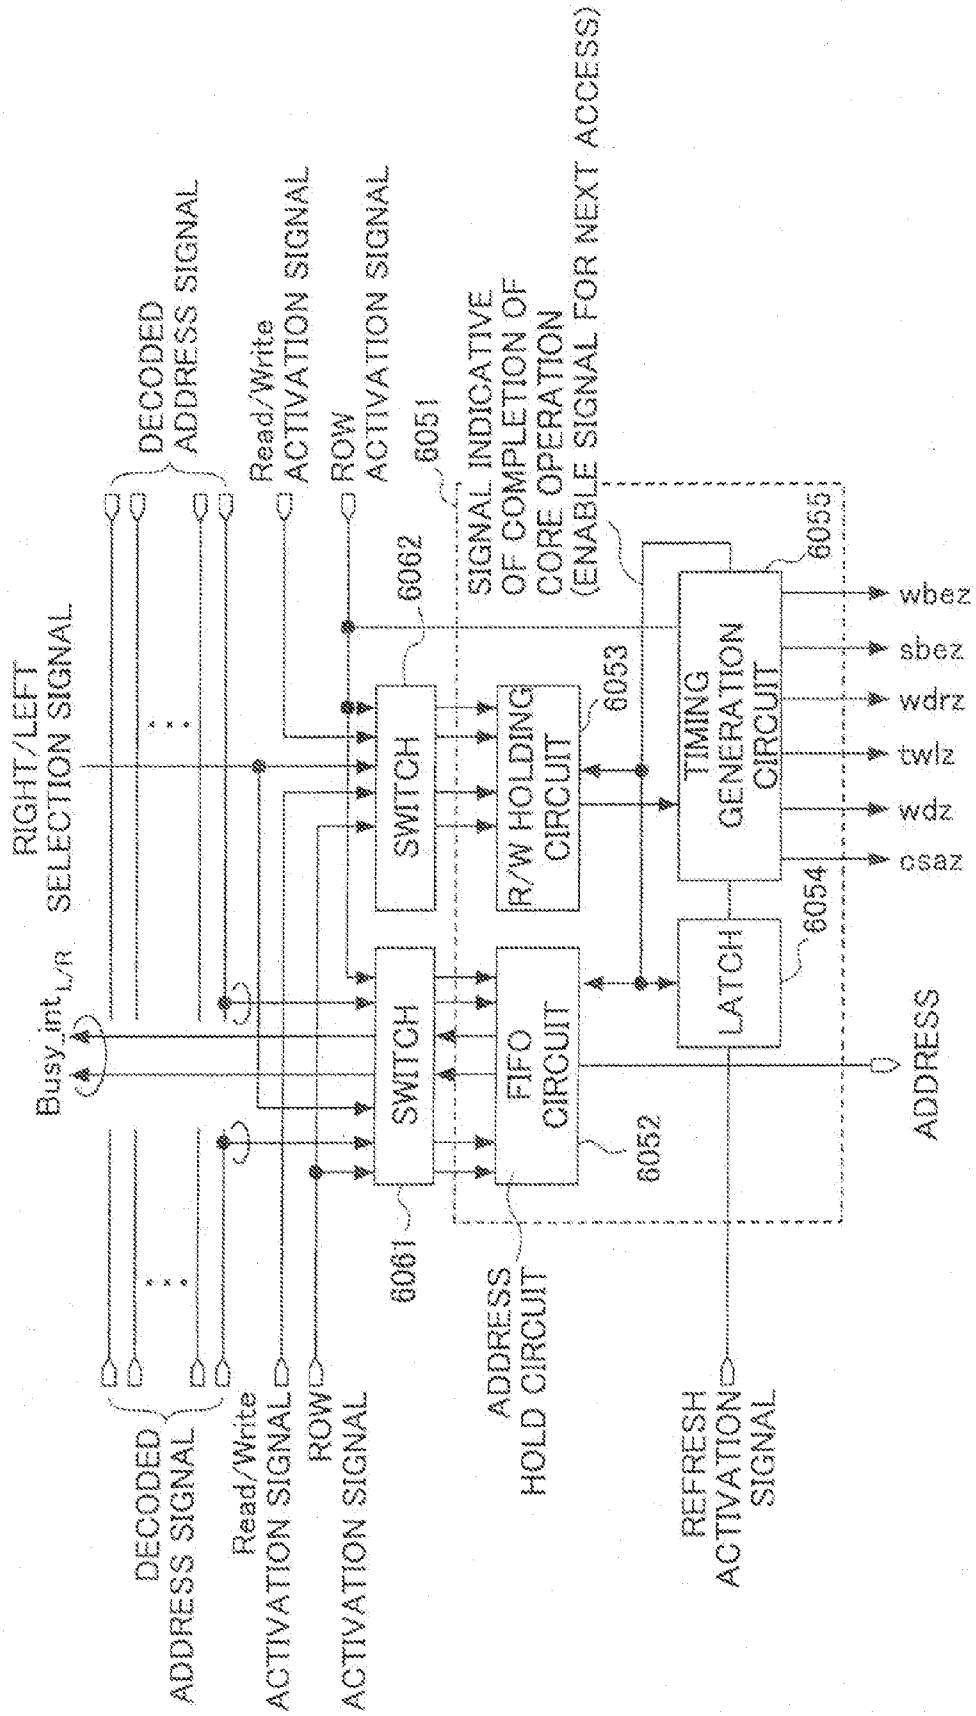 RIGHT/LEFT
SELECTION SIGNAL
Busy_int L/R
DECODED
ADDRESS SIGNAL
DECODED
ADDRESS SIGNAL
Read/Write
ACTIVATION SIGNAL
Read/Write
ACTIVATION SIGNAL
ROW
ACTIVATION SIGNAL
ROW
ACTIVATION SIGNAL
6061
SWITCH
SWITCH
6062
6051
SIGNAL INDICATIVE
OF COMPLETION OF
CORE OPERATION
(ENABLE SIGNAL FOR NEXT ACCESS)
ADDRESS
HOLD CIRCUIT
FIFO
CIRCUIT
6052
R/W HOLDING
CIRCUIT
6053
REFRESH
ACTIVATION
SIGNAL
LATCH
6054
TIMING
GENERATION
CIRCUIT
6055
ADDRESS
csaz
wdz
twlz
wdrz
sbez
wbez